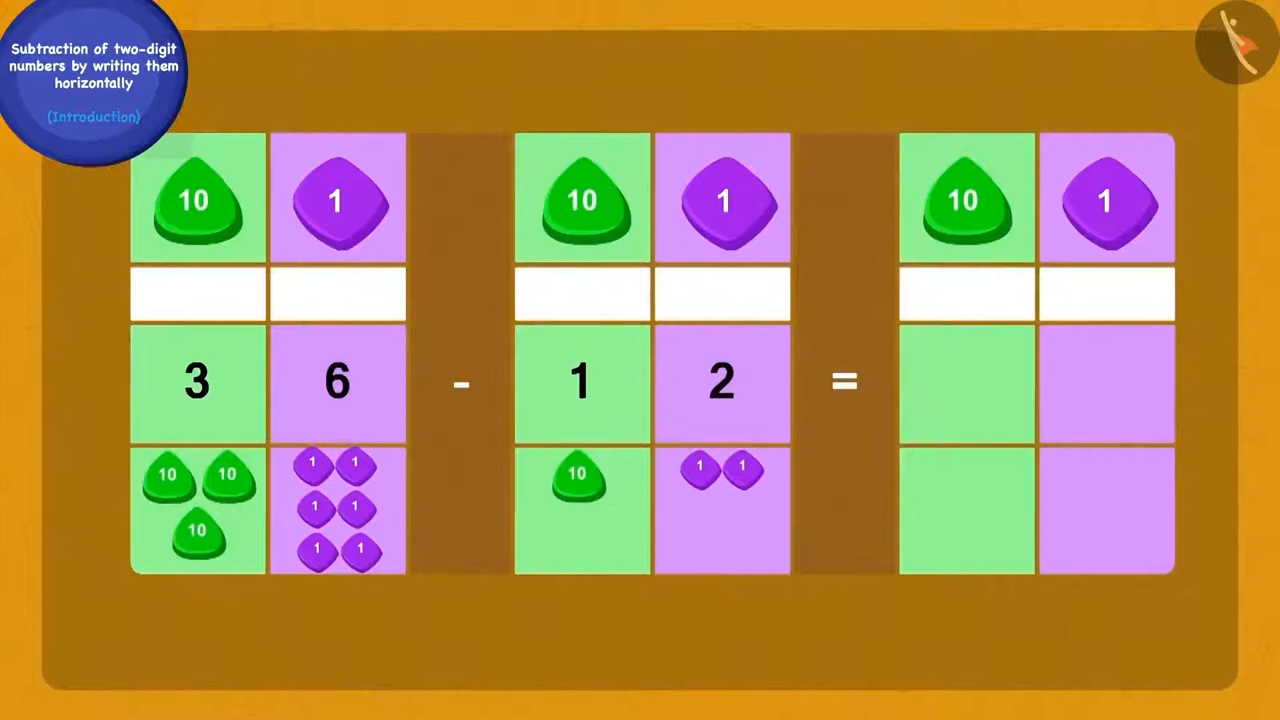 Subtraction of two-digit
numbers by writing them
horizontally
(Introduction)
10 1 10 1 10 1
3 6 - 1 2 =
10 10 1 1 10 1 1
10 1 1
1 1